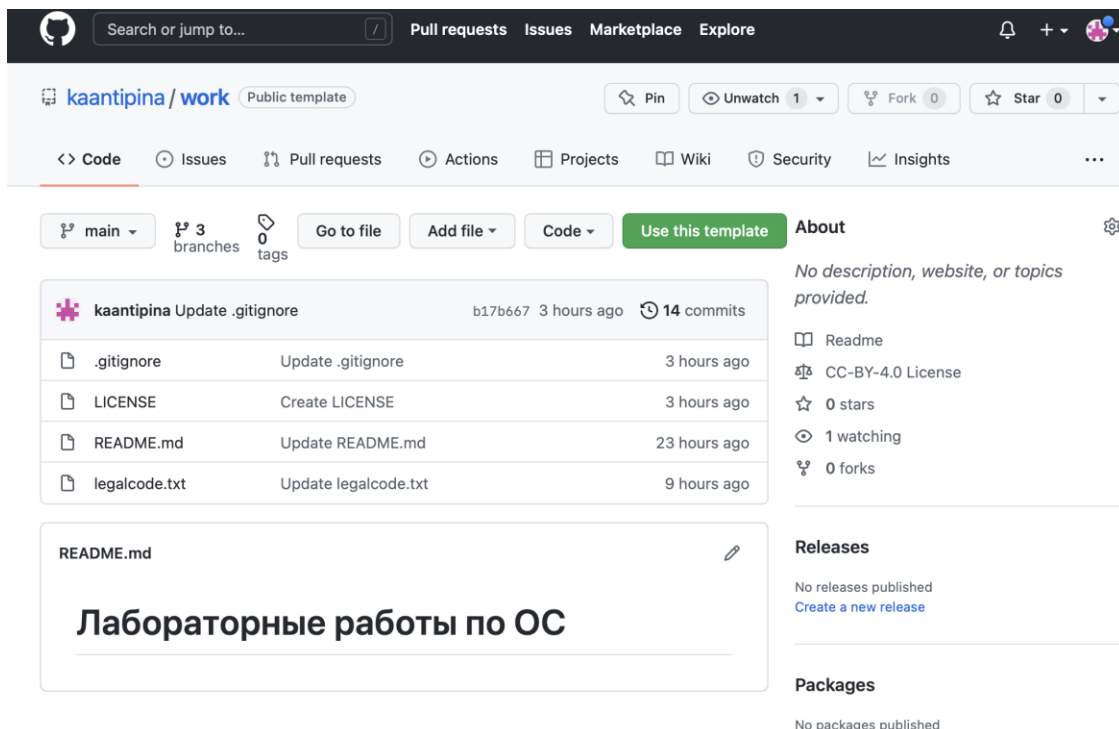 Search or jump to... / Pull requests Issues Marketplace Explore
kaantipina / work Public template Pin Unwatch 1 Fork 0 Star 0
Code Issues Pull requests Actions Projects Wiki Security Insights ...
main 3 branches 0 tags Go to file Add file Code Use this template
kaantipina Update .gitignore b17b667 3 hours ago 14 commits
.gitignore Update .gitignore 3 hours ago
LICENSE Create LICENSE 3 hours ago
README.md Update README.md 23 hours ago
legalcode.txt Update legalcode.txt 9 hours ago
README.md
Лабораторные работы по ОС
About
No description, website, or topics
provided.
Readme
CC-BY-4.0 License
0 stars
1 watching
0 forks
Releases
No releases published
Create a new release
Packages
No packages published